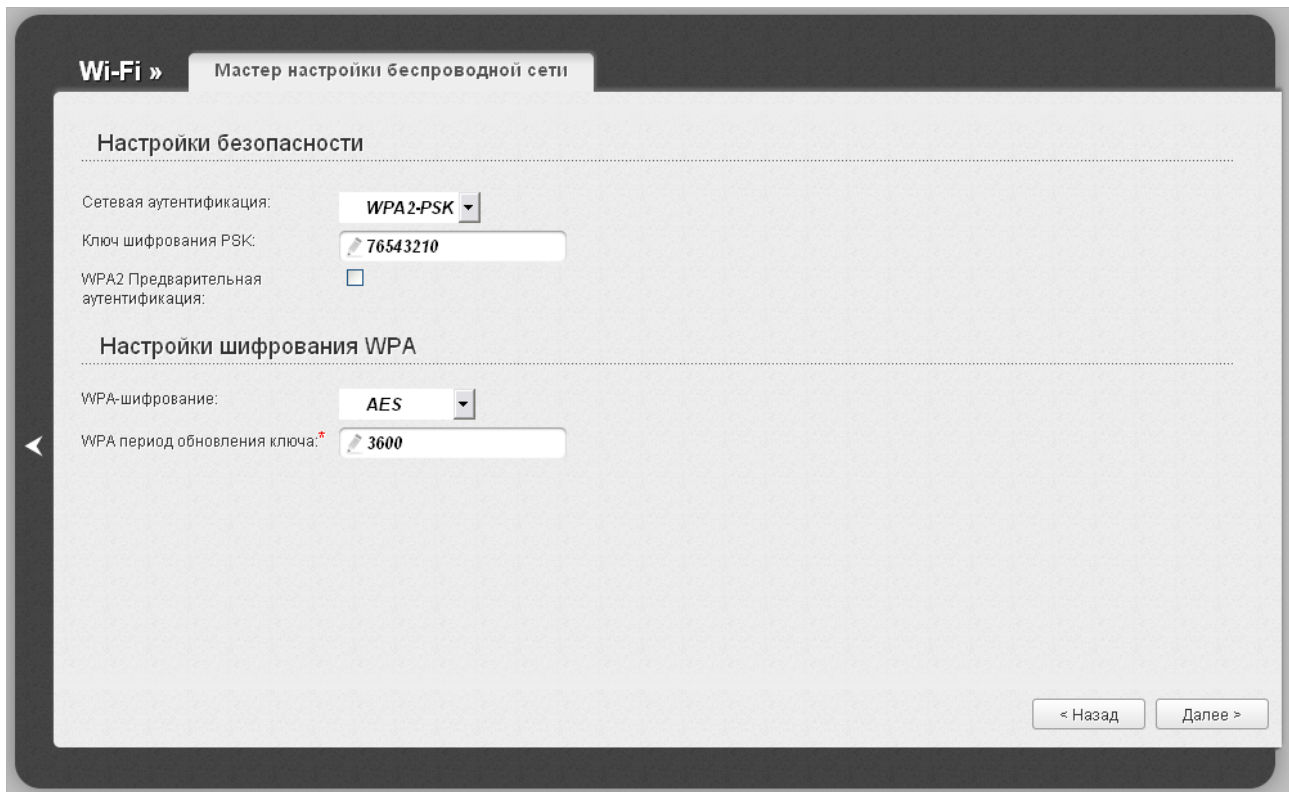 Wi-Fi »
Мастер настройки беспроводной сети
Настройки безопасности
Сетевая аутентификация: WPA2-PSK
Ключ шифрования PSK: 76543210
WPA2 Предварительная
аутентификация:
Настройки шифрования WPA
WPA-шифрование: AES
WPA период обновления ключа:* 3600
< Назад Далее >